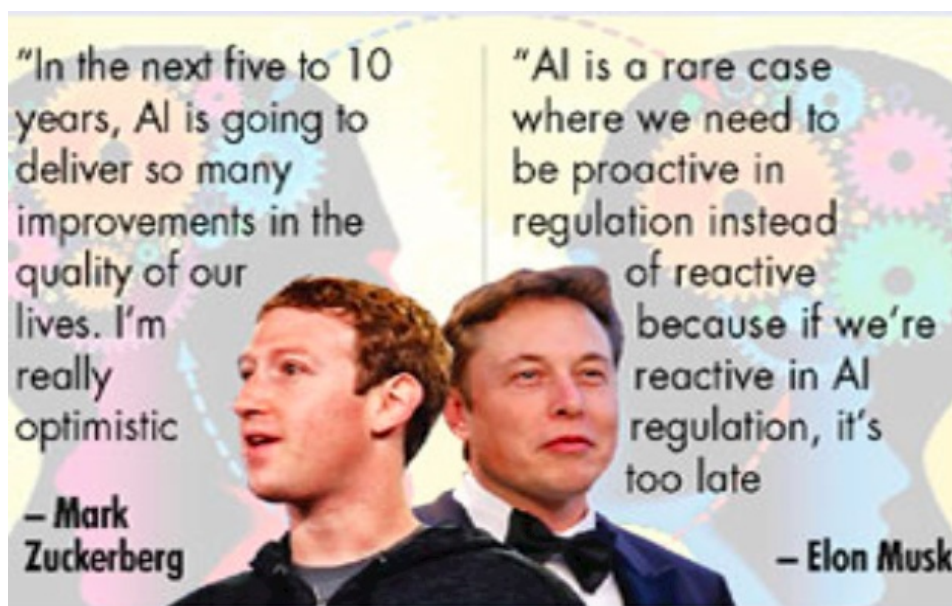 "In the next five to 10
years, AI is going to
deliver so many
improvements in the
quality of our
lives. I'm
really
optimistic
– Mark
Zuckerberg
"AI is a rare case
where we need to
be proactive in
regulation instead
of reactive
because if we're
reactive in AI
regulation, it's
too late
– Elon Musk